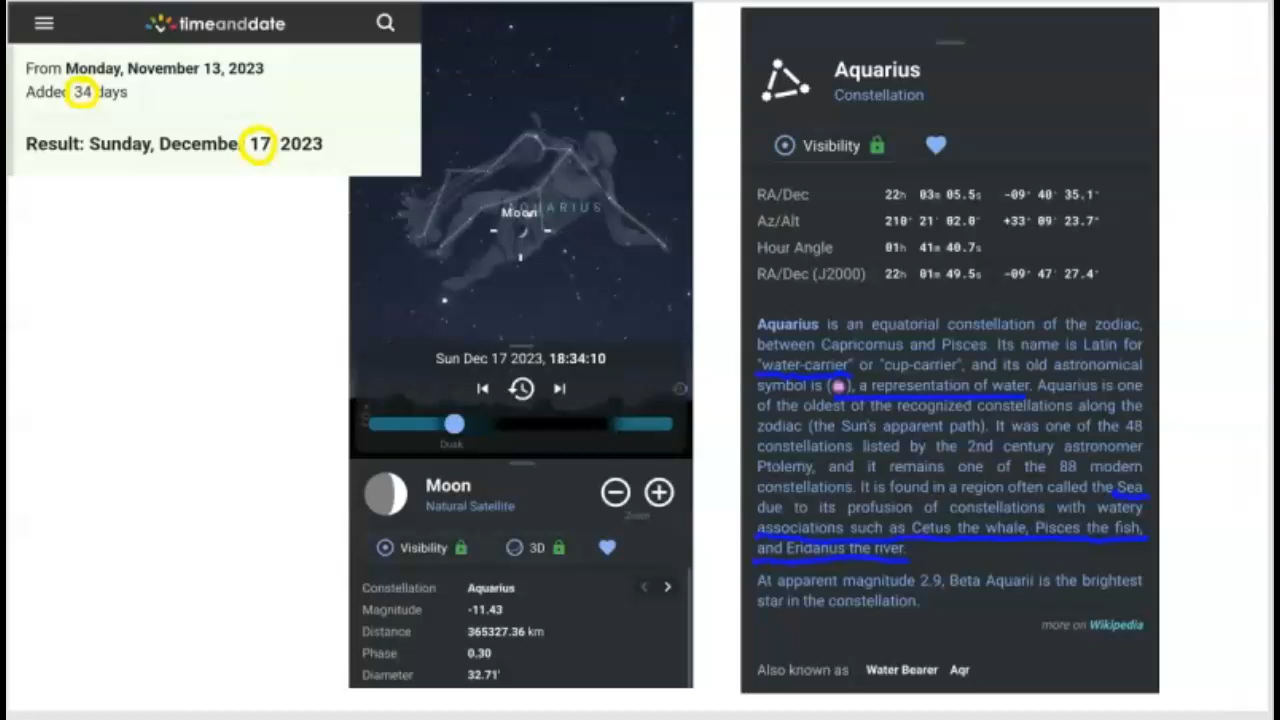 timeanddate
From Monday, November 13, 2023
Added 34 days
Result: Sunday, December 17 2023
AQUARIUS
Moon
Sun Dec 17 2023, 18:34:10
Dusk
Moon
Natural Satellite
Zoom
Visibility
3D
Constellation Aquarius
Magnitude -11.43
Distance 365327.36 km
Phase 0.30
Diameter 32.71'
Aquarius
Constellation
Visibility
RA/Dec 22h 03m 05.5s -09° 40' 35.1"
Az/Alt 210° 21' 02.0" +33° 09' 23.7"
Hour Angle 01h 41m 40.7s
RA/Dec (J2000) 22h 01m 49.5s -09° 47' 27.4"
Aquarius is an equatorial constellation of the zodiac,
between Capricornus and Pisces. Its name is Latin for
"water-carrier" or "cup-carrier", and its old astronomical
symbol is (♒), a representation of water. Aquarius is one
of the oldest of the recognized constellations along the
zodiac (the Sun's apparent path). It was one of the 48
constellations listed by the 2nd century astronomer
Ptolemy, and it remains one of the 88 modern
constellations. It is found in a region often called the Sea
due to its profusion of constellations with watery
associations such as Cetus the whale, Pisces the fish,
and Eridanus the river.
At apparent magnitude 2.9, Beta Aquarii is the brightest
star in the constellation.
more on Wikipedia
Also known as Water Bearer Aqr